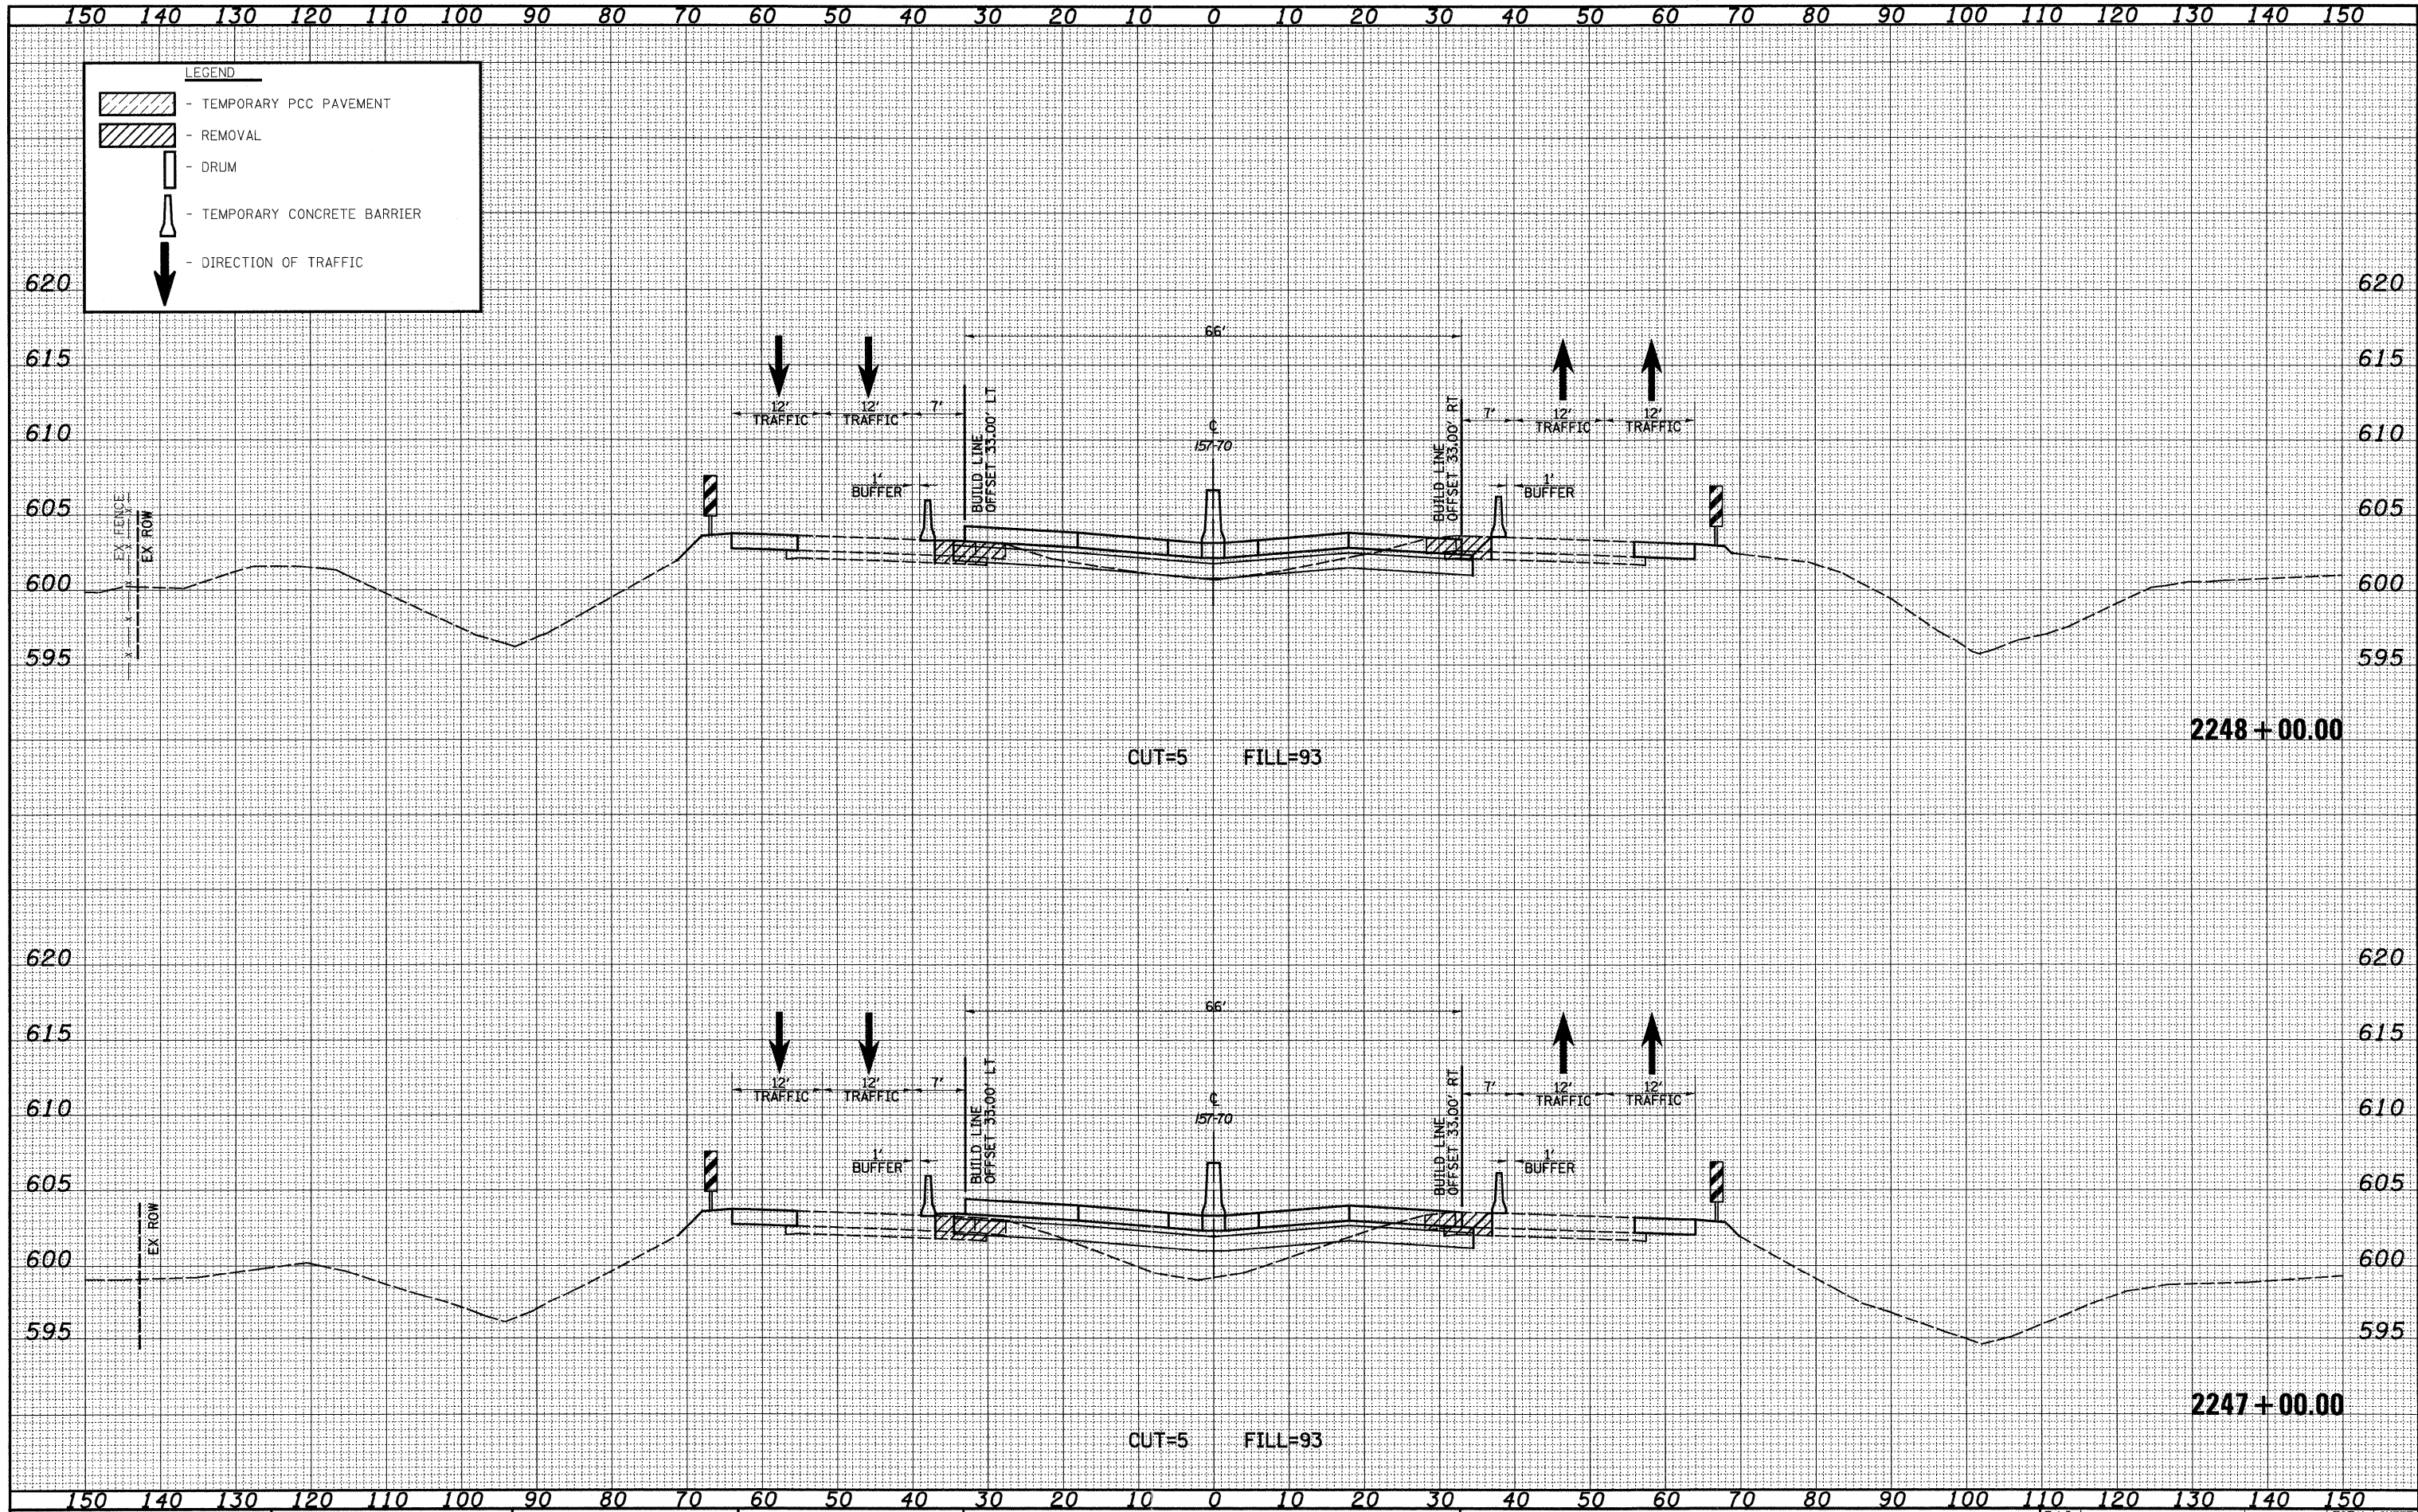 150 140 130 120 110 100 90 80 70 60 50 40 30 20 10 0 10 20 30 40 50 60 70 80 90 100 110 120 130 140 150
LEGEND
- TEMPORARY PCC PAVEMENT
- REMOVAL
- DRUM
- TEMPORARY CONCRETE BARRIER
- DIRECTION OF TRAFFIC
620 620
66'
615 615
12' 12' 7' 7' 12' 12'
TRAFFIC TRAFFIC TRAFFIC TRAFFIC
BUILD LINE
OFFSET 33.00' LT
BUILD LINE
OFFSET 33.00' RT
610 610
℄
157-70
1'
BUFFER
1'
BUFFER
605 605
EX FENCE
EX ROW
600 600
595 595
2248+00.00
CUT=5 FILL=93
620 620
66'
615 615
12' 12' 7' 7' 12' 12'
TRAFFIC TRAFFIC TRAFFIC TRAFFIC
BUILD LINE
OFFSET 33.00' LT
BUILD LINE
OFFSET 33.00' RT
610 610
℄
157-70
1'
BUFFER
1'
BUFFER
605 605
EX ROW
600 600
595 595
2247+00.00
CUT=5 FILL=93
150 140 130 120 110 100 90 80 70 60 50 40 30 20 10 0 10 20 30 40 50 60 70 80 90 100 110 120 130 140 150